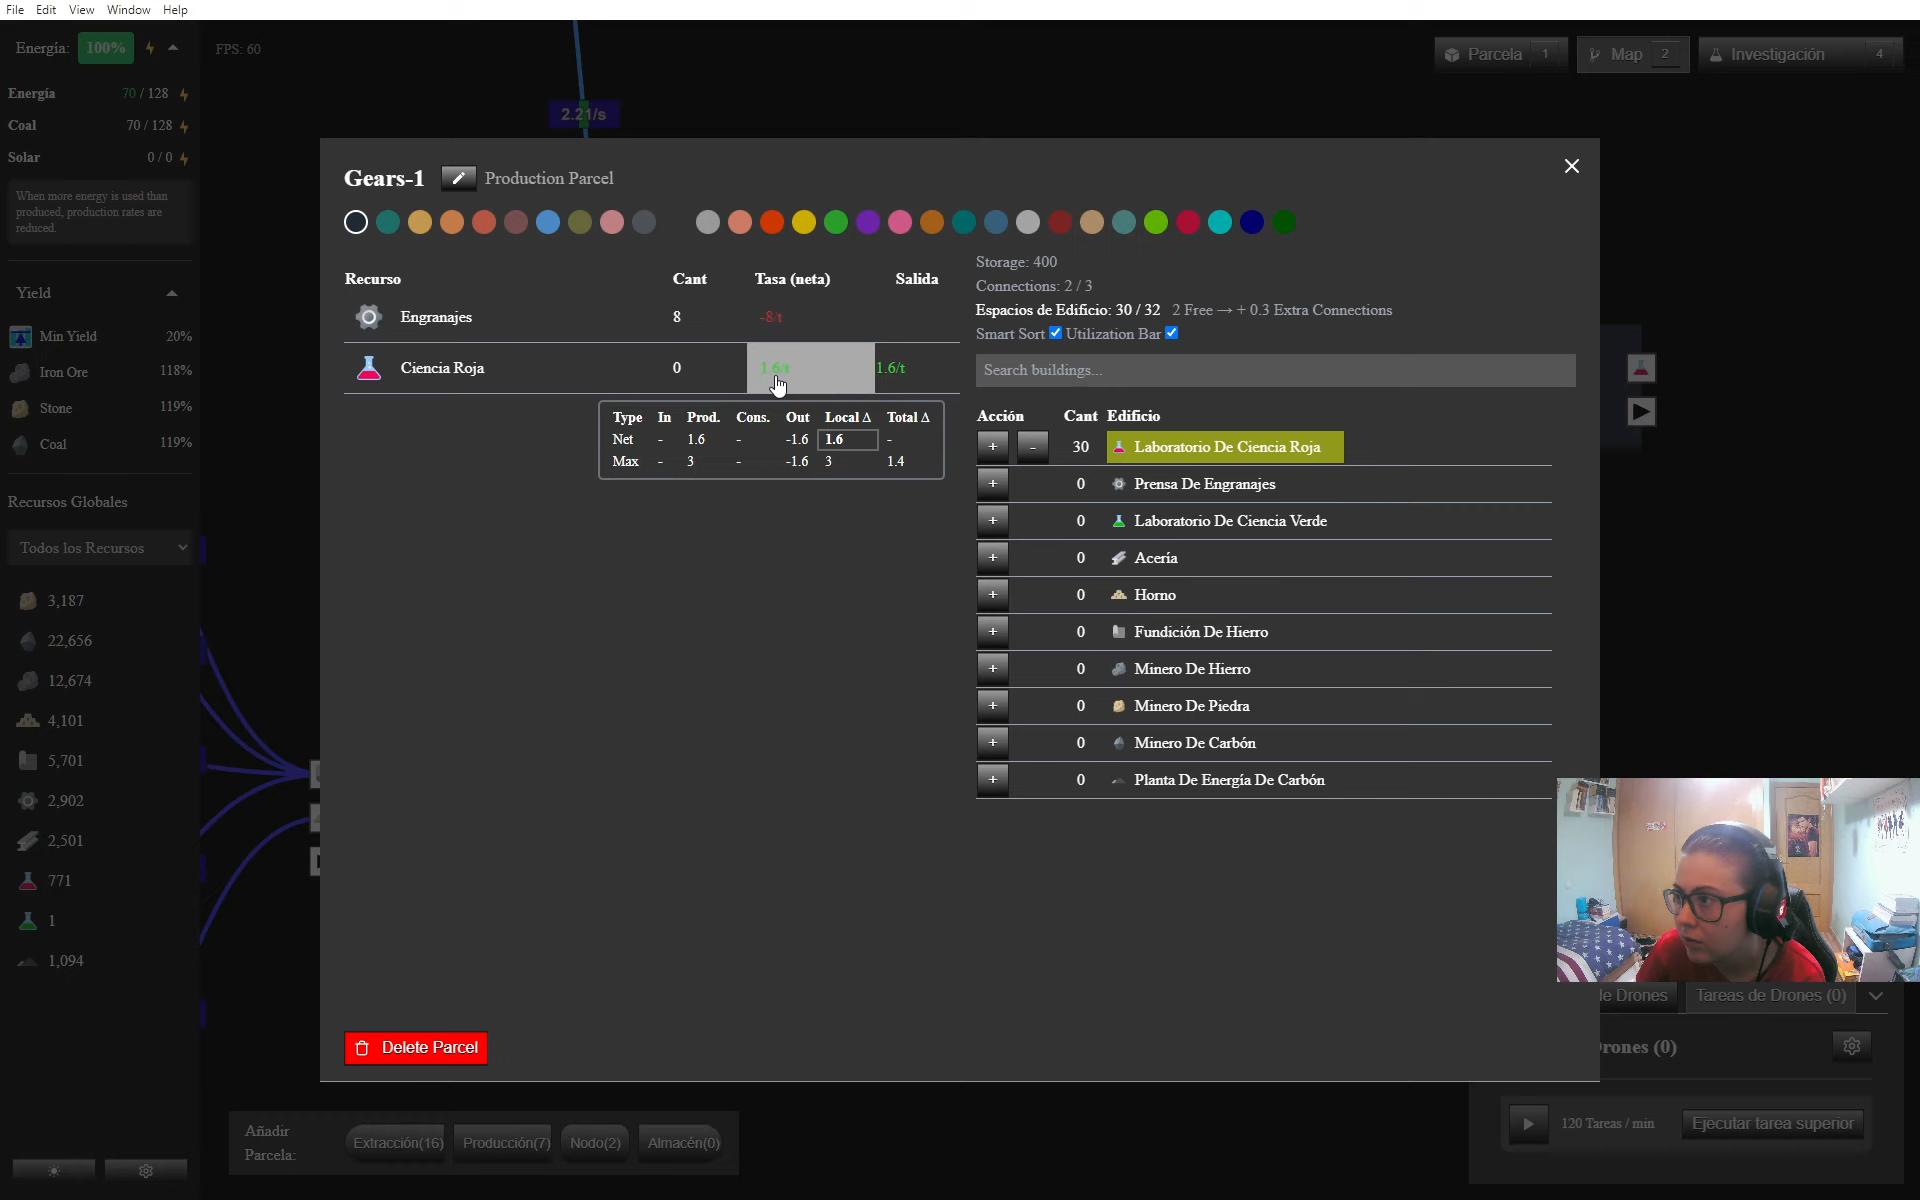 File Edit View Window Help
Energía: 100%
FPS: 60
Parcela 1
Map 2
Investigación 4
Energía 70 / 128
Coal 70 / 128
Solar 0 / 0
When more energy is used than
produced, production rates are
reduced.
2.21/s
Yield
Min Yield 20%
Iron Ore 118%
Stone 119%
Coal 119%
Recursos Globales
Todos los Recursos
3,187
22,656
12,674
4,101
5,701
2,902
2,501
771
1
1,094
Gears-1 Production Parcel
Recurso Cant Tasa (neta) Salida
Engranajes 8 -8/t
Ciencia Roja 0 1.6/t 1.6/t
Type In Prod. Cons. Out Local Δ Total Δ
Net - 1.6 - -1.6 1.6 -
Max - 3 - -1.6 3 1.4
Storage: 400
Connections: 2 / 3
Espacios de Edificio: 30 / 32 2 Free → + 0.3 Extra Connections
Smart Sort Utilization Bar
Search buildings...
Acción Cant Edificio
+ - 30 Laboratorio De Ciencia Roja
+ 0 Prensa De Engranajes
+ 0 Laboratorio De Ciencia Verde
+ 0 Acería
+ 0 Horno
+ 0 Fundición De Hierro
+ 0 Minero De Hierro
+ 0 Minero De Piedra
+ 0 Minero De Carbón
+ 0 Planta De Energía De Carbón
Delete Parcel
Añadir
Parcela:
Extracción(16) Producción(7) Nodo(2) Almacén(0)
de Drones Tareas de Drones (0)
Drones (0)
120 Tareas / min Ejecutar tarea superior